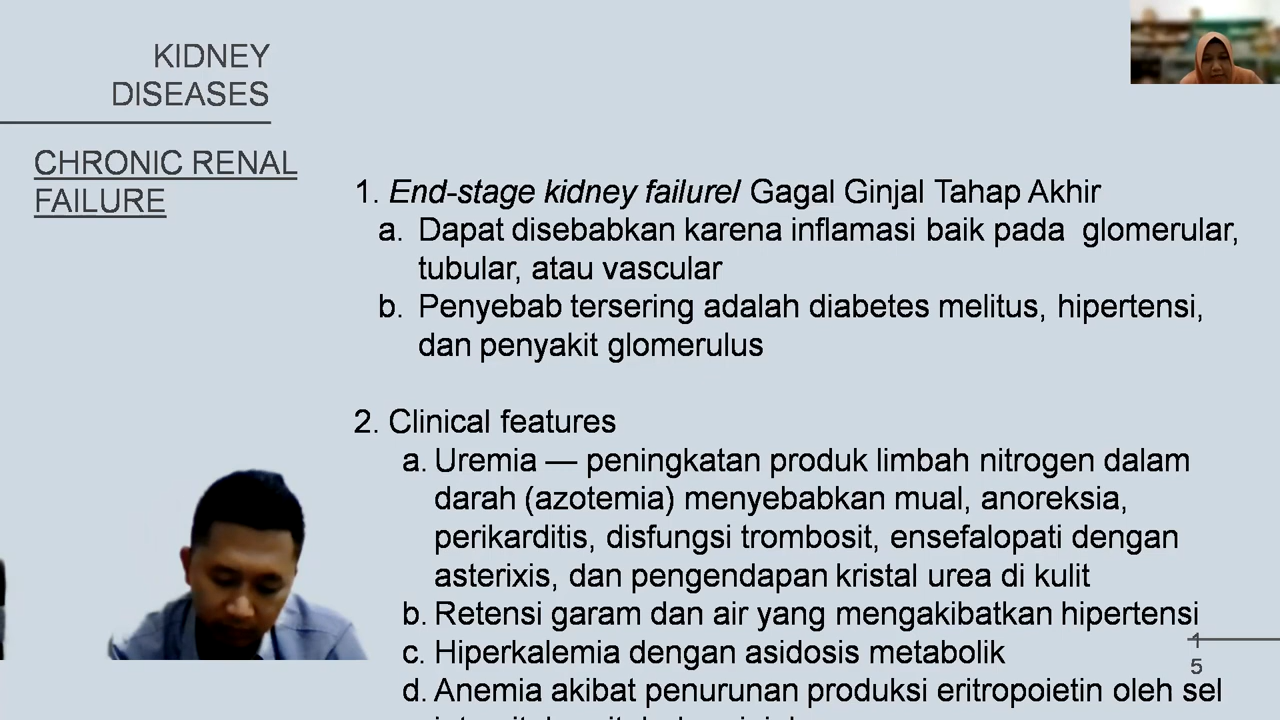 KIDNEY
DISEASES
CHRONIC RENAL
FAILURE
1. End-stage kidney failure/ Gagal Ginjal Tahap Akhir
a. Dapat disebabkan karena inflamasi baik pada glomerular,
tubular, atau vascular
b. Penyebab tersering adalah diabetes melitus, hipertensi,
dan penyakit glomerulus
2. Clinical features
a. Uremia — peningkatan produk limbah nitrogen dalam
darah (azotemia) menyebabkan mual, anoreksia,
perikarditis, disfungsi trombosit, ensefalopati dengan
asterixis, dan pengendapan kristal urea di kulit
b. Retensi garam dan air yang mengakibatkan hipertensi
c. Hiperkalemia dengan asidosis metabolik
d. Anemia akibat penurunan produksi eritropoietin oleh sel
1
5